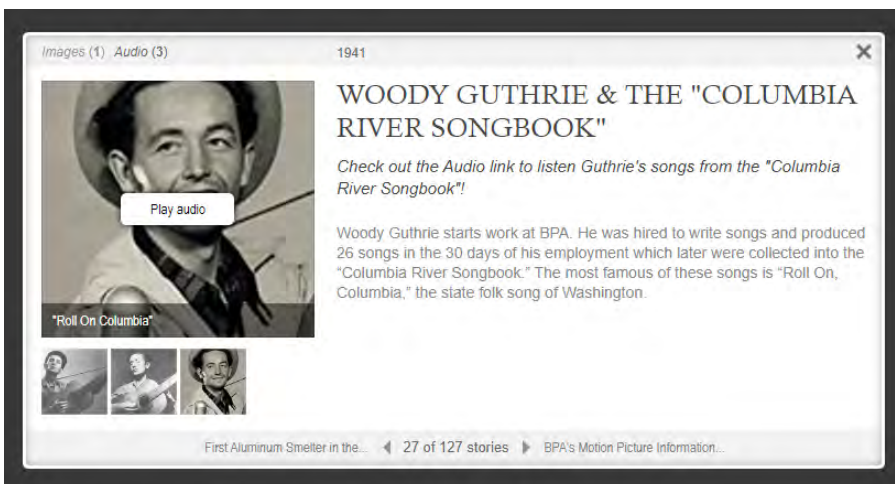 Images (1) Audio (3)
1941
WOODY GUTHRIE & THE "COLUMBIA
RIVER SONGBOOK"
Check out the Audio link to listen Guthrie's songs from the "Columbia
River Songbook"!
Play audio
Woody Guthrie starts work at BPA. He was hired to write songs and produced
26 songs in the 30 days of his employment which later were collected into the
“Columbia River Songbook.” The most famous of these songs is “Roll On,
Columbia,” the state folk song of Washington.
"Roll On Columbia"
First Aluminum Smelter in the... 27 of 127 stories BPA's Motion Picture Information...